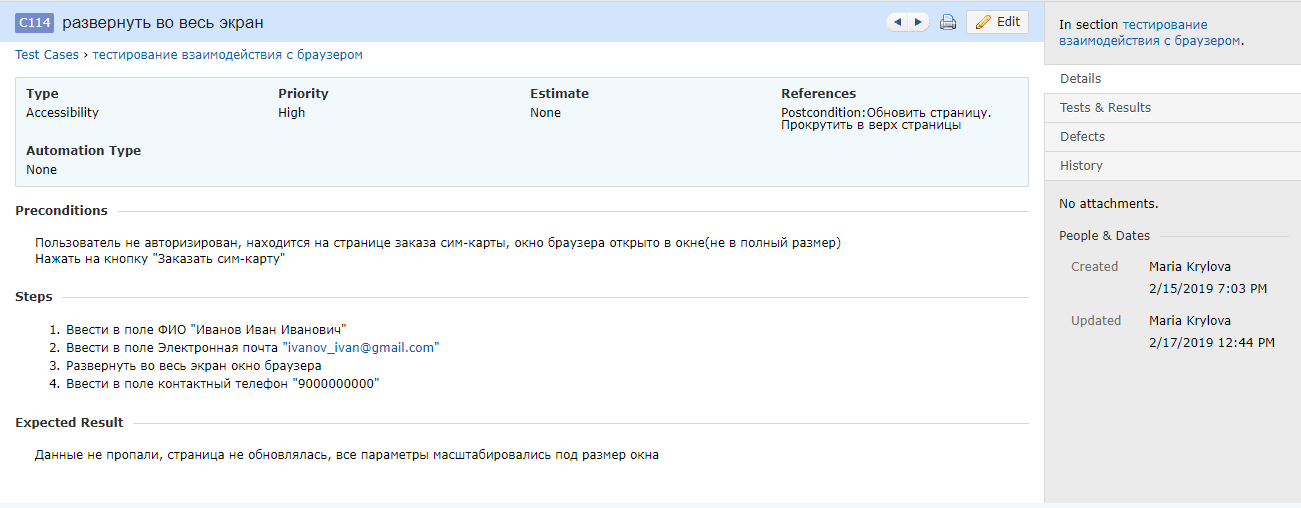 C114 развернуть во весь экран
Edit
Test Cases › тестирование взаимодействия с браузером
Type
Accessibility
Priority
High
Estimate
None
References
Postcondition:Обновить страницу.
Прокрутить в верх страницы
Automation Type
None
Preconditions
Пользователь не авторизирован, находится на странице заказа сим-карты, окно браузера открыто в окне(не в полный размер)
Нажать на кнопку "Заказать сим-карту"
Steps
1. Ввести в поле ФИО "Иванов Иван Иванович"
2. Ввести в поле Электронная почта "ivanov_ivan@gmail.com"
3. Развернуть во весь экран окно браузера
4. Ввести в поле контактный телефон "9000000000"
Expected Result
Данные не пропали, страница не обновлялась, все параметры масштабировались под размер окна
In section тестирование
взаимодействия с браузером.
Details
Tests & Results
Defects
History
No attachments.
People & Dates
Created Maria Krylova
2/15/2019 7:03 PM
Updated Maria Krylova
2/17/2019 12:44 PM